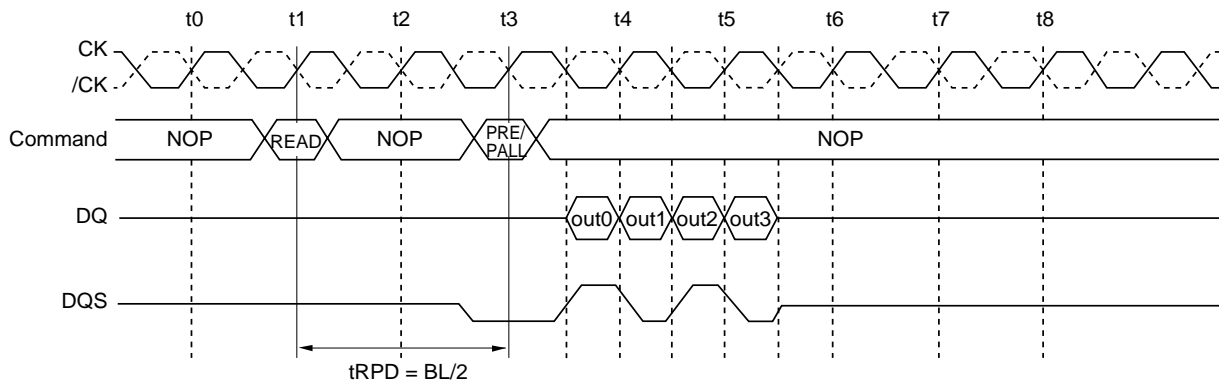 t0 t1 t2 t3 t4 t5 t6 t7 t8
CK
/CK
Command NOP READ NOP PRE/ PALL NOP
DQ out0 out1 out2 out3
DQS
tRPD = BL/2